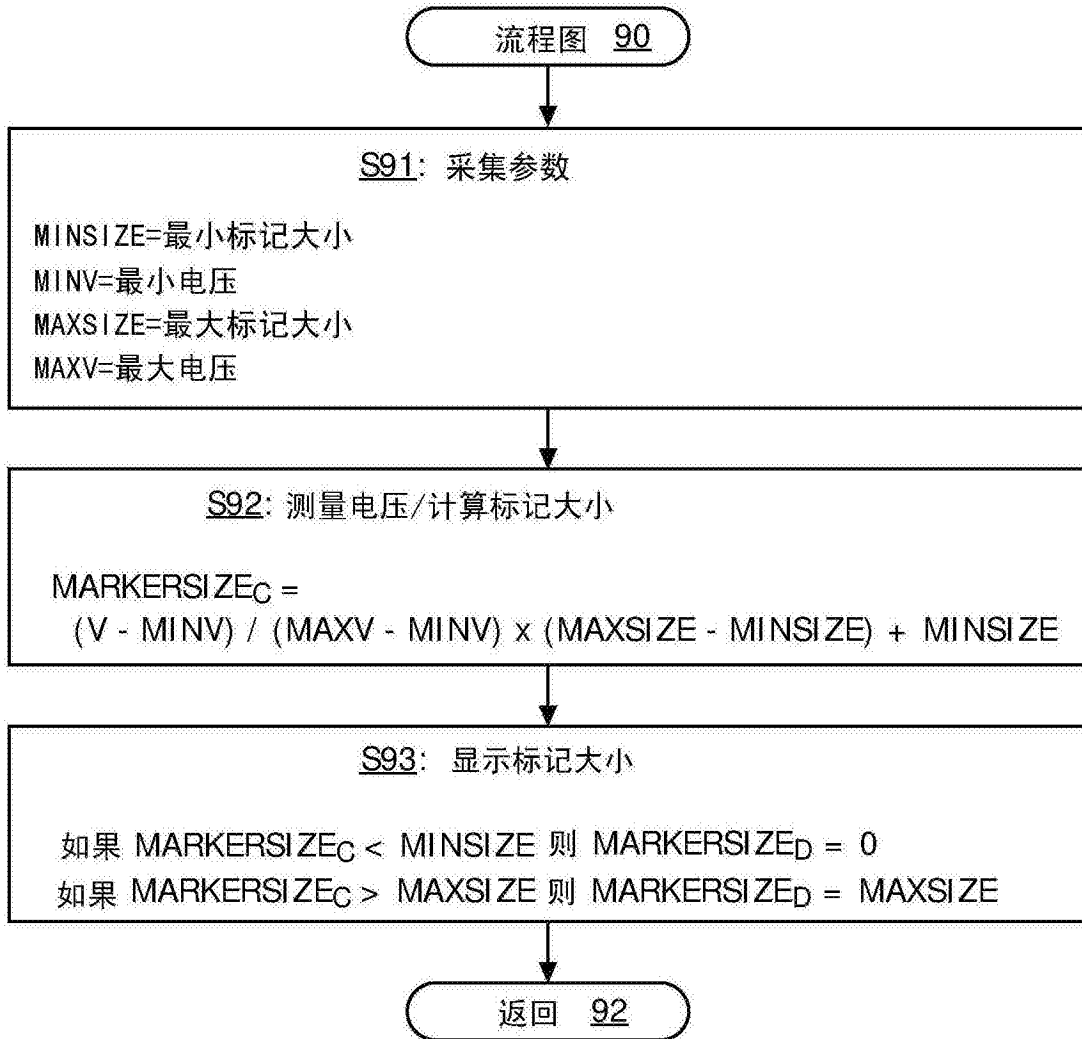 流程图 90
S91: 采集参数
MINSIZE=最小标记大小
MINV=最小电压
MAXSIZE=最大标记大小
MAXV=最大电压
S92: 测量电压/计算标记大小
MARKERSIZEC =
(V - MINV) / (MAXV - MINV) x (MAXSIZE - MINSIZE) + MINSIZE
S93: 显示标记大小
如果 MARKERSIZEC < MINSIZE 则 MARKERSIZED = 0
如果 MARKERSIZEC > MAXSIZE 则 MARKERSIZED = MAXSIZE
返回 92